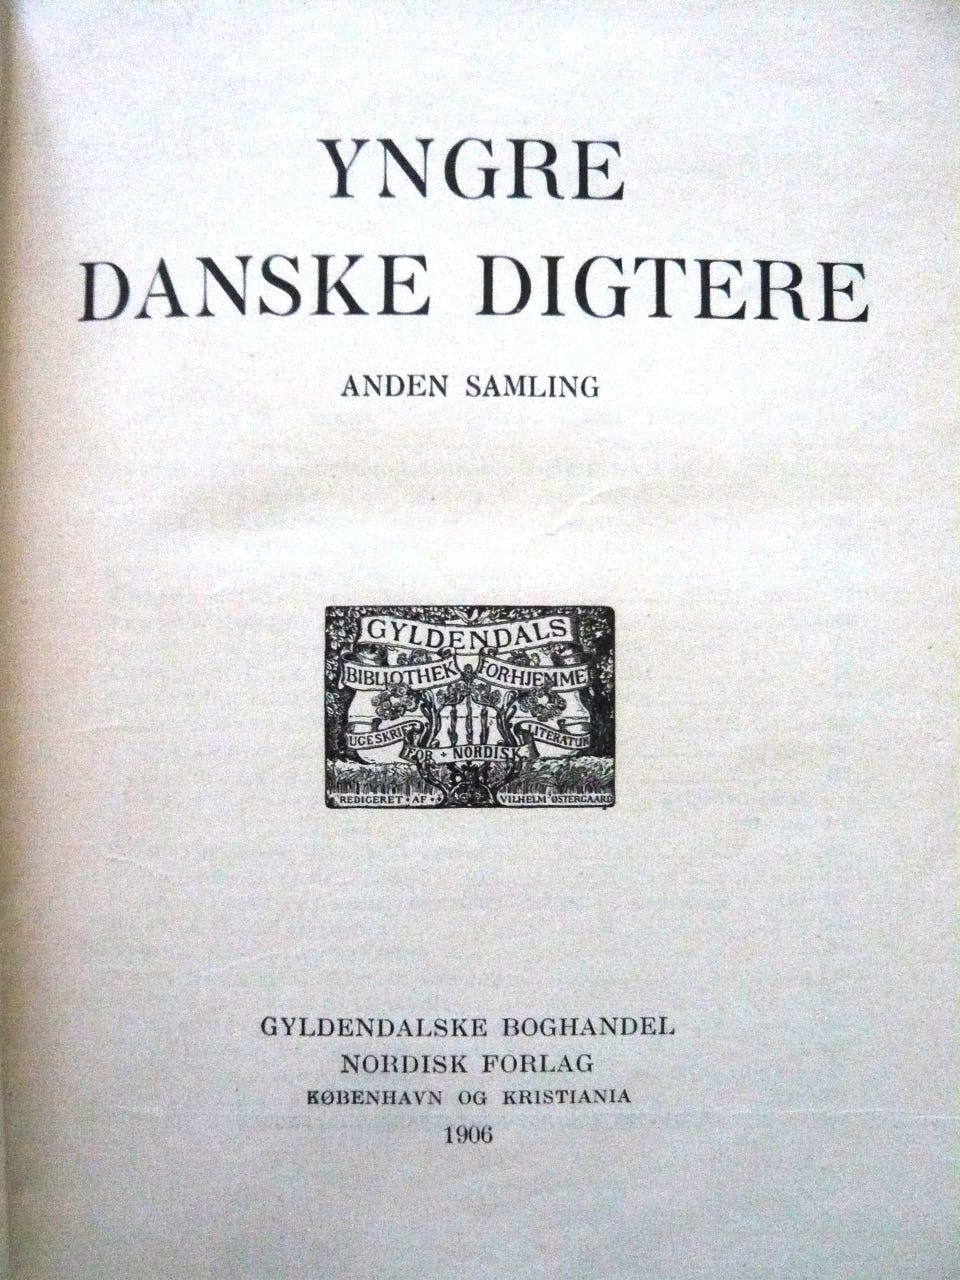 YNGRE
DANSKE DIGTERE
ANDEN SAMLING
GYLDENDALS
BIBLIOTHEK FOR·HJEMMET
UGESKRIFT LITERATUR
FOR + NORDISK
REDIGERET · AF · VILHELM ØSTERGAARD
GYLDENDALSKE BOGHANDEL
NORDISK FORLAG
KØBENHAVN OG KRISTIANIA
1906